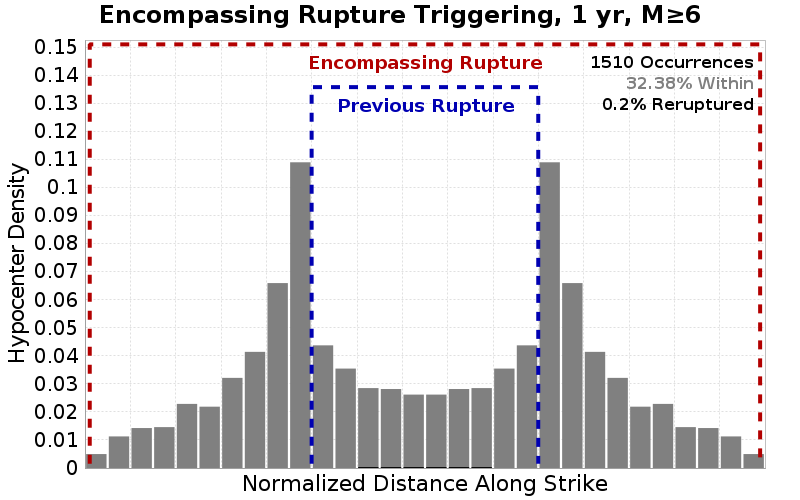 Encompassing Rupture Triggering, 1 yr, M≥6
Hypocenter Density
0.15
0.14
0.13
0.12
0.11
0.1
0.09
0.08
0.07
0.06
0.05
0.04
0.03
0.02
0.01
0
Encompassing Rupture
Previous Rupture
1510 Occurrences
32.38% Within
0.2% Reruptured
Normalized Distance Along Strike